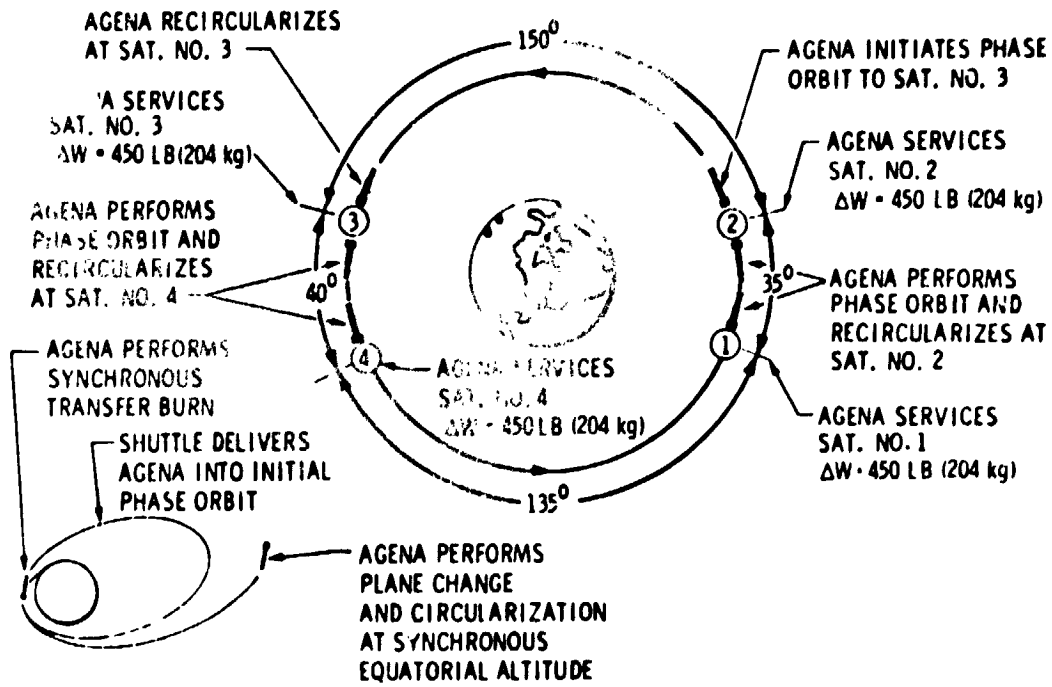 AGENA RECIRCULARIZES
AT SAT. NO. 3
150°
AGENA INITIATES PHASE
ORBIT TO SAT. NO. 3
'A SERVICES
SAT. NO. 3
ΔW = 450 LB (204 kg)
AGENA SERVICES
SAT. NO. 2
ΔW = 450 LB (204 kg)
3
2
AGENA PERFORMS
PHASE ORBIT AND
RECIRCULARIZES
AT SAT. NO. 4
40°
35°
AGENA PERFORMS
PHASE ORBIT AND
RECIRCULARIZES AT
SAT. NO. 2
4
1
AGENA SERVICES
SAT. NO. 4
ΔW = 450 LB (204 kg)
AGENA SERVICES
SAT. NO. 1
ΔW = 450 LB (204 kg)
135°
AGENA PERFORMS
SYNCHRONOUS
TRANSFER BURN
SHUTTLE DELIVERS
AGENA INTO INITIAL
PHASE ORBIT
AGENA PERFORMS
PLANE CHANGE
AND CIRCULARIZATION
AT SYNCHRONOUS
EQUATORIAL ALTITUDE